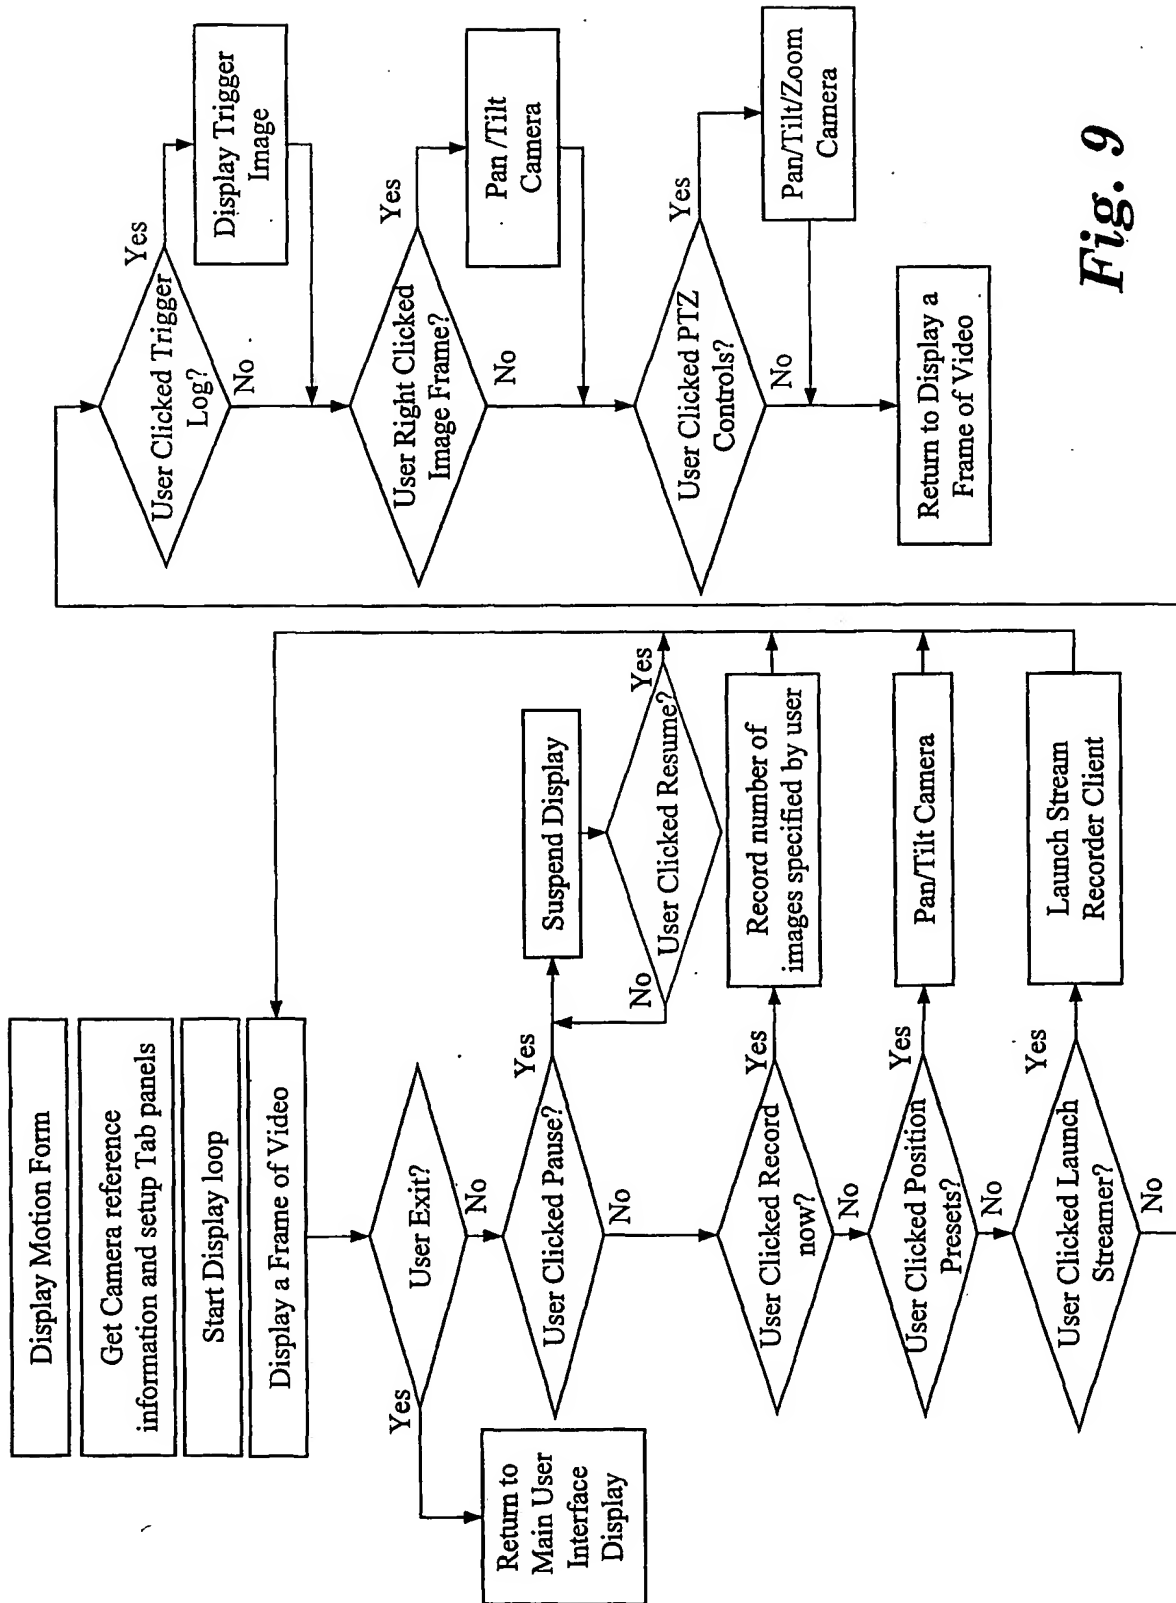 Display Motion Form
Get Camera reference
information and setup Tab panels
Start Display loop
Display a Frame of Video
User Exit?
Yes
No
Return to
Main User
Interface
Display
User Clicked Pause?
Yes
No
Suspend Display
User Clicked Resume?
Yes
No
User Clicked Record
now?
Yes
No
Record number of
images specified by user
User Clicked Position
Presets?
Yes
No
Pan/Tilt Camera
User Clicked Launch
Streamer?
Yes
No
Launch Stream
Recorder Client
User Clicked Trigger
Log?
Yes
No
Display Trigger
Image
User Right Clicked
Image Frame?
Yes
No
Pan /Tilt
Camera
User Clicked PTZ
Controls?
Yes
No
Pan/Tilt/Zoom
Camera
Return to Display a
Frame of Video
Fig. 9